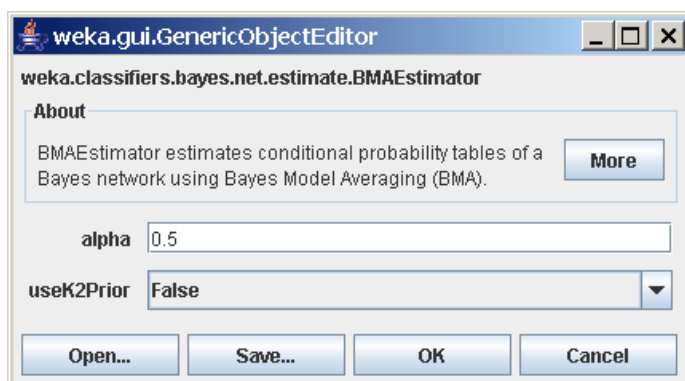 weka.gui.GenericObjectEditor
weka.classifiers.bayes.net.estimate.BMAEstimator
About
BMAEstimator estimates conditional probability tables of a
Bayes network using Bayes Model Averaging (BMA).
More
alpha 0.5
useK2Prior False
Open... Save... OK Cancel